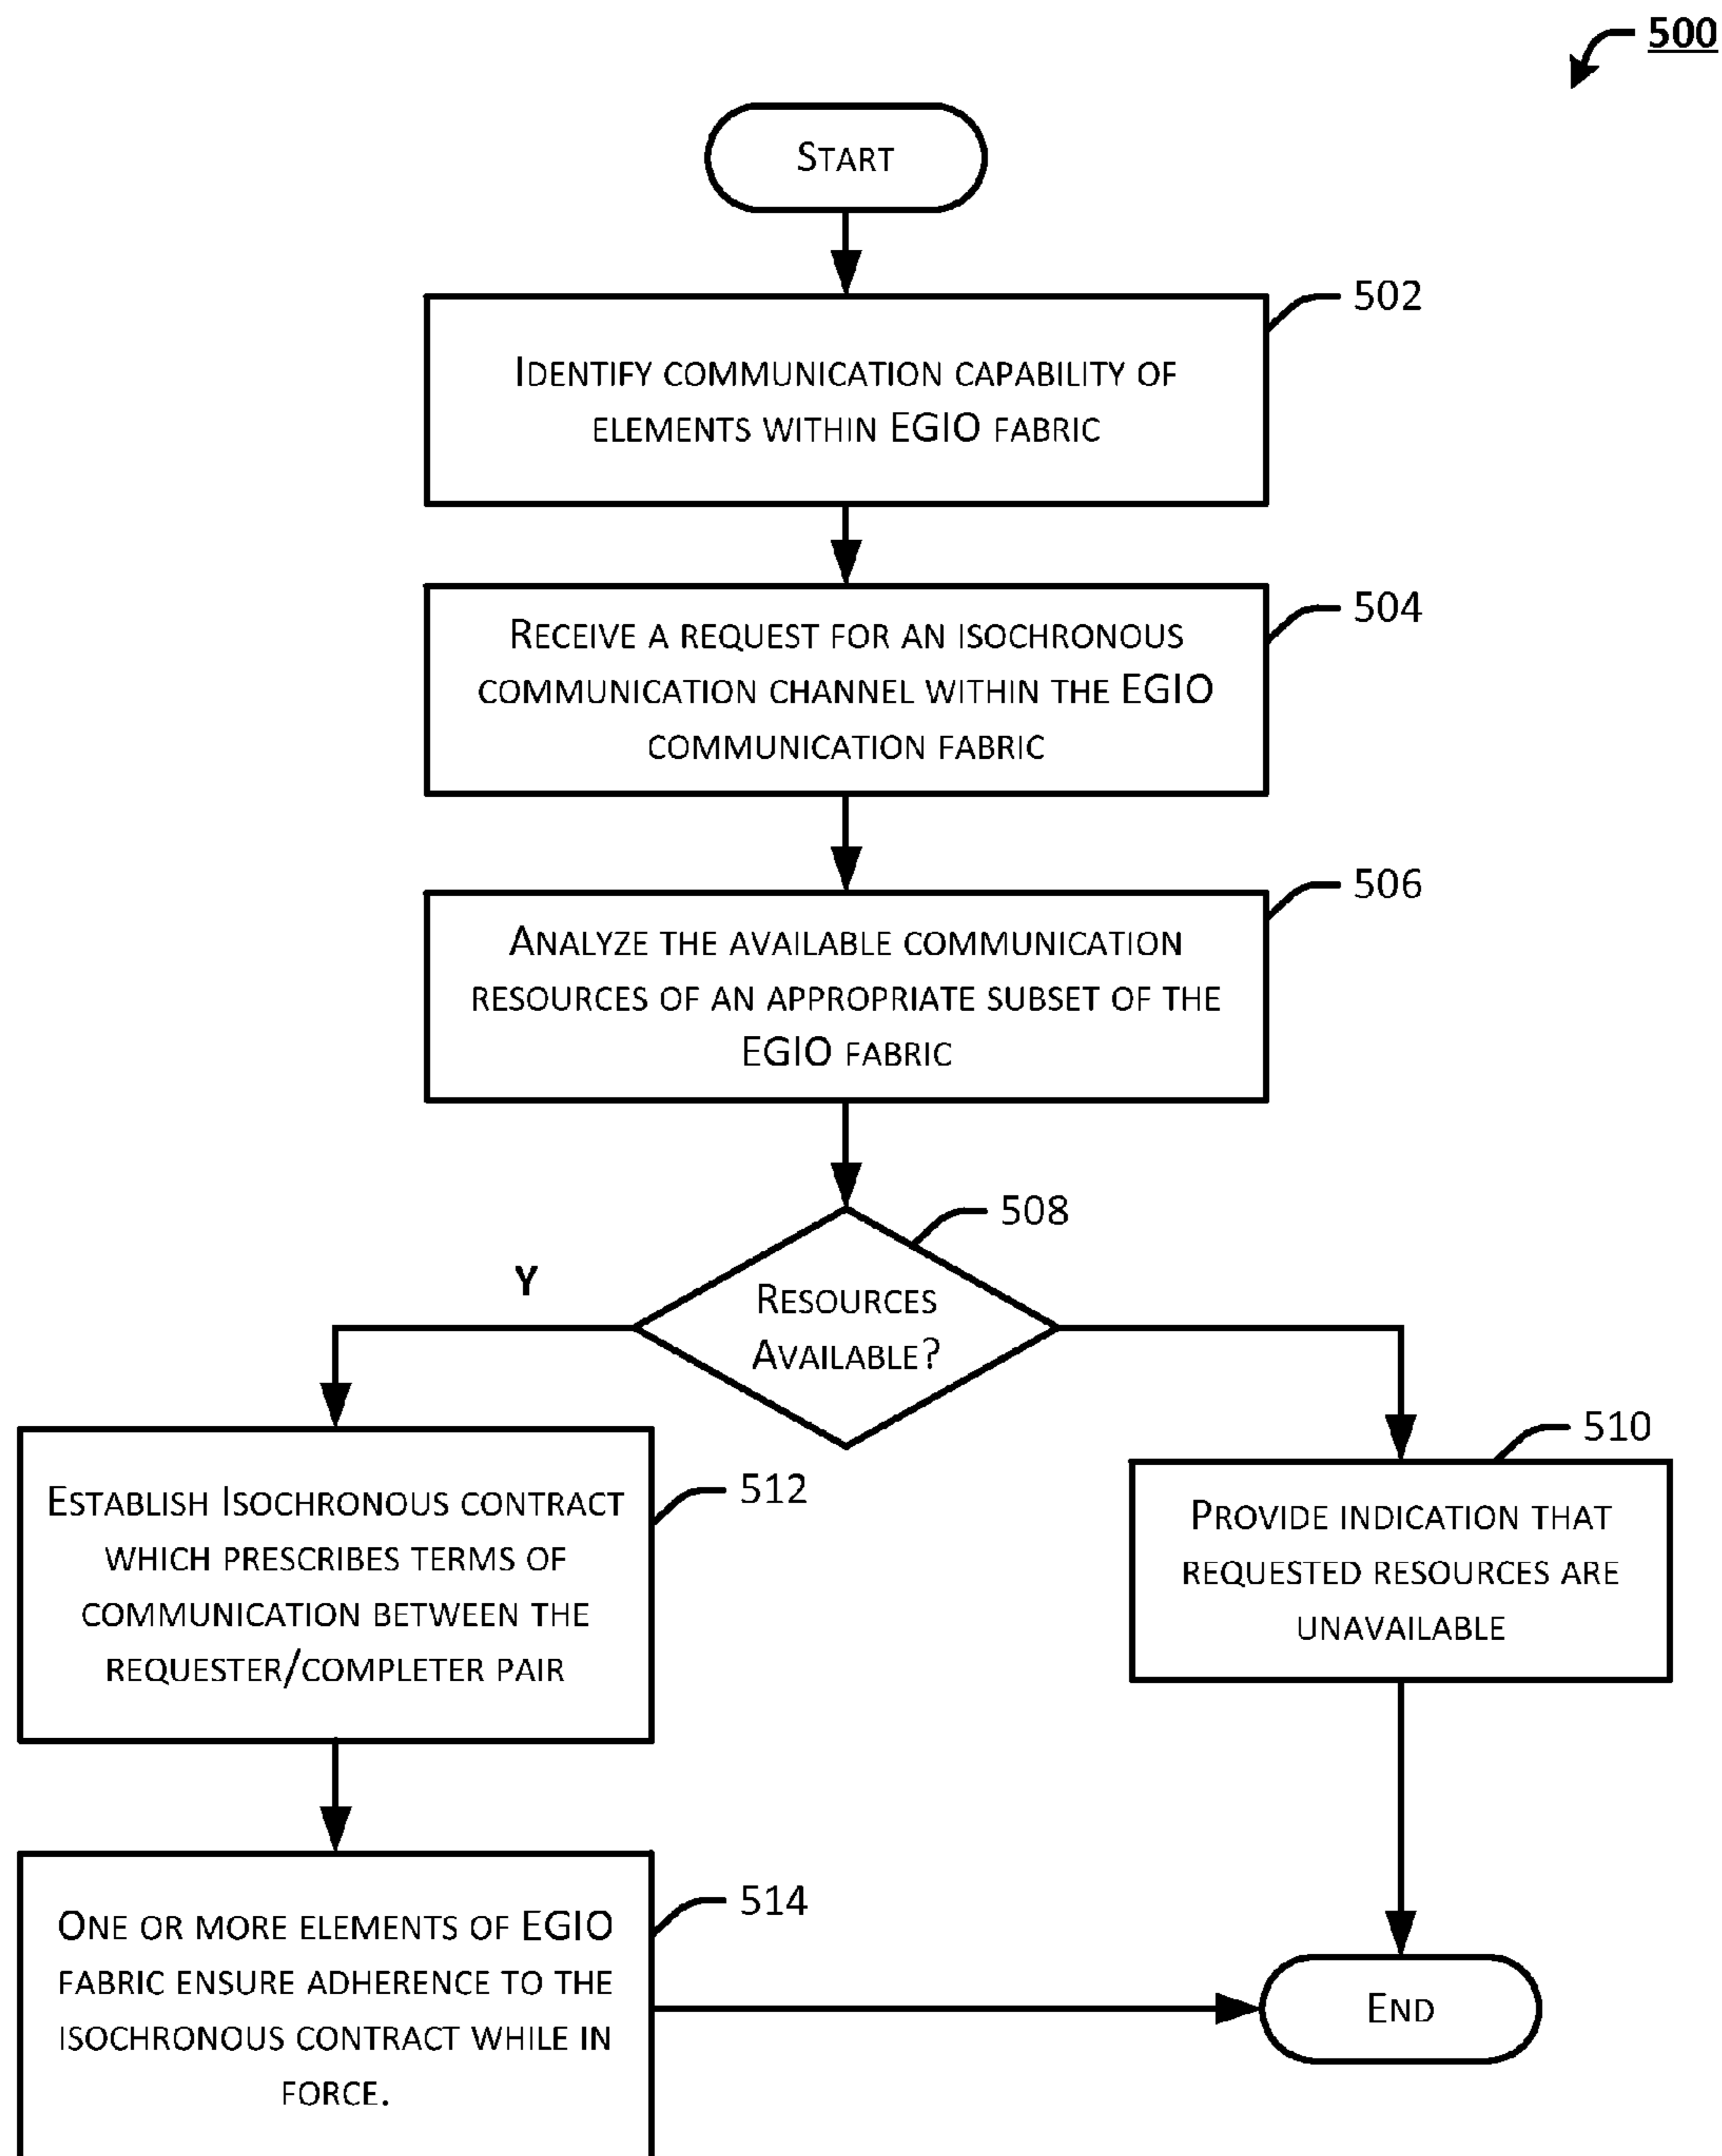 500
START
502
IDENTIFY COMMUNICATION CAPABILITY OF
ELEMENTS WITHIN EGIO FABRIC
504
RECEIVE A REQUEST FOR AN ISOCHRONOUS
COMMUNICATION CHANNEL WITHIN THE EGIO
COMMUNICATION FABRIC
506
ANALYZE THE AVAILABLE COMMUNICATION
RESOURCES OF AN APPROPRIATE SUBSET OF THE
EGIO FABRIC
508
Y
RESOURCES
AVAILABLE?
512
ESTABLISH ISOCHRONOUS CONTRACT
WHICH PRESCRIBES TERMS OF
COMMUNICATION BETWEEN THE
REQUESTER/COMPLETER PAIR
510
PROVIDE INDICATION THAT
REQUESTED RESOURCES ARE
UNAVAILABLE
514
ONE OR MORE ELEMENTS OF EGIO
FABRIC ENSURE ADHERENCE TO THE
ISOCHRONOUS CONTRACT WHILE IN
FORCE.
END